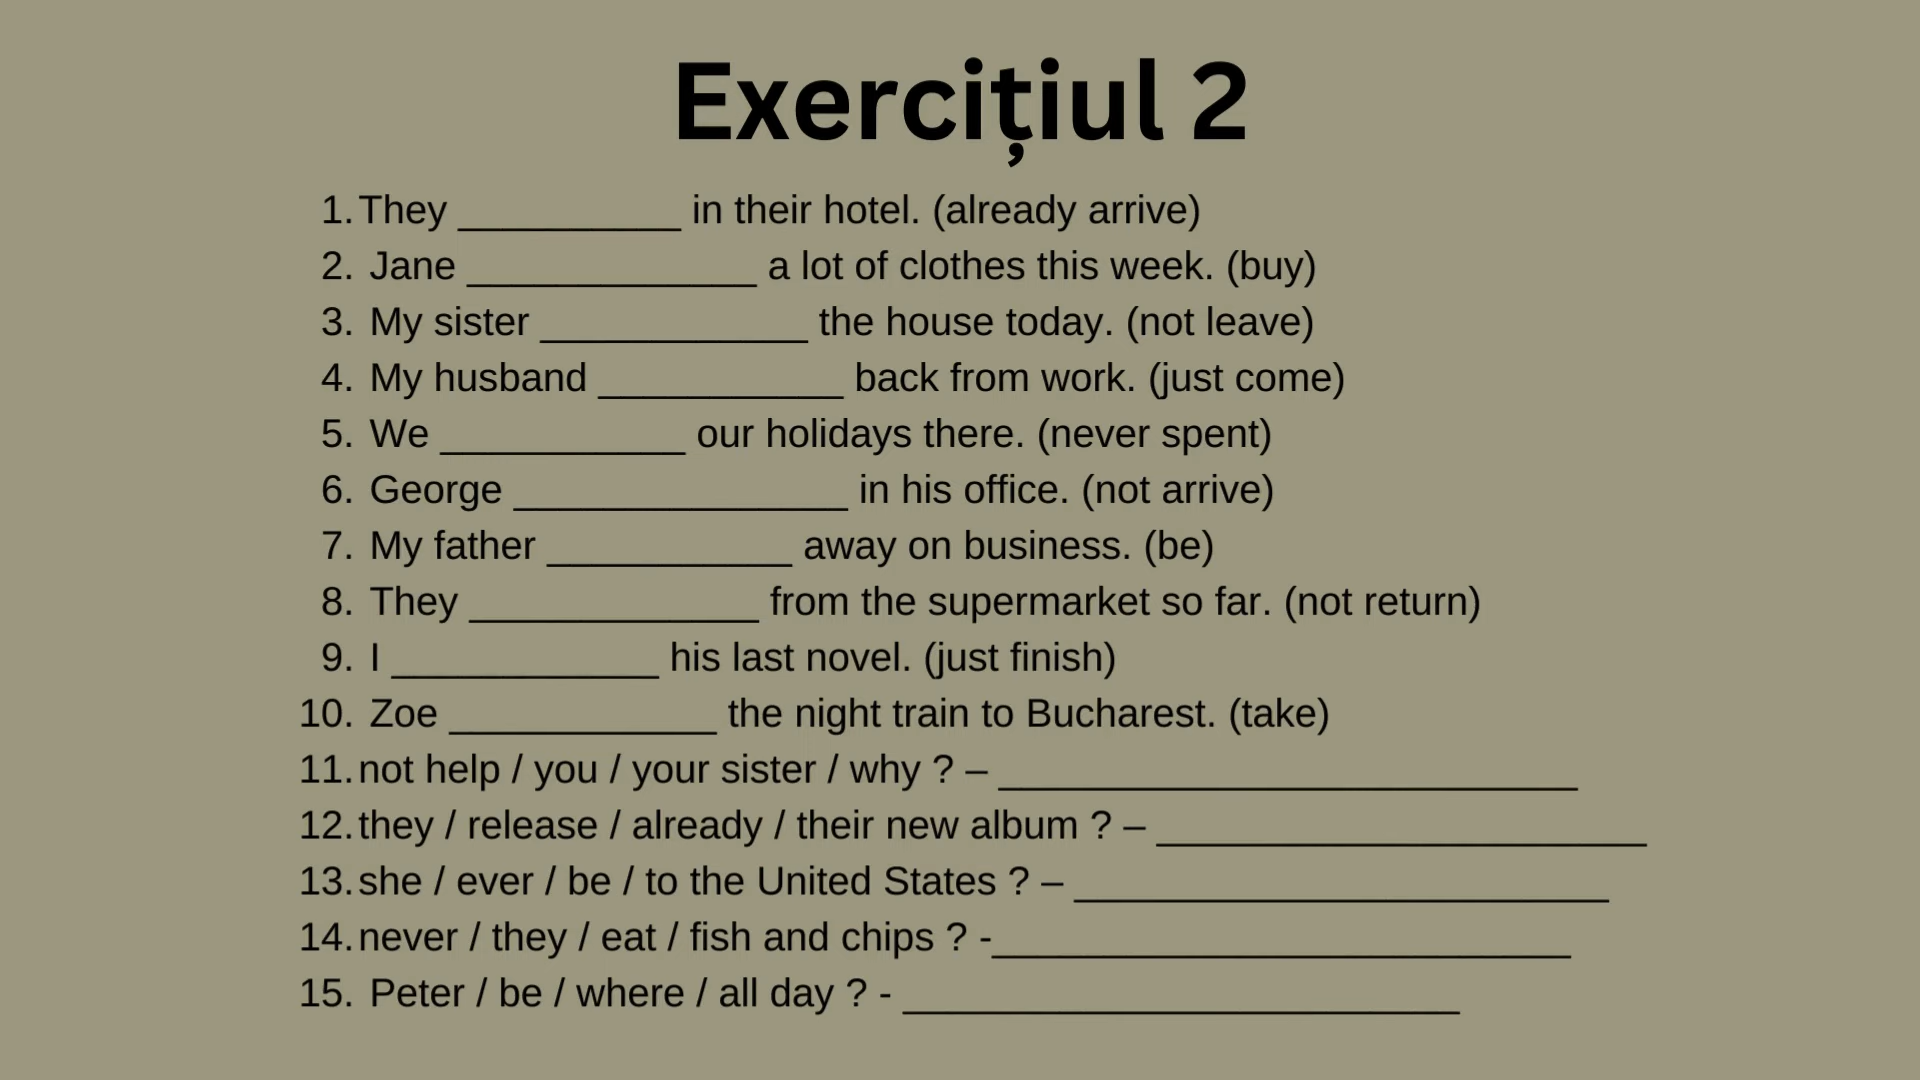 Exercițiul 2
1. They __________ in their hotel. (already arrive)
2. Jane _____________ a lot of clothes this week. (buy)
3. My sister ____________ the house today. (not leave)
4. My husband ___________ back from work. (just come)
5. We ___________ our holidays there. (never spent)
6. George _______________ in his office. (not arrive)
7. My father ___________ away on business. (be)
8. They _____________ from the supermarket so far. (not return)
9. I ____________ his last novel. (just finish)
10. Zoe ____________ the night train to Bucharest. (take)
11. not help / you / your sister / why ? – __________________________
12. they / release / already / their new album ? – ______________________
13. she / ever / be / to the United States ? – ________________________
14. never / they / eat / fish and chips ? -__________________________
15. Peter / be / where / all day ? - _________________________